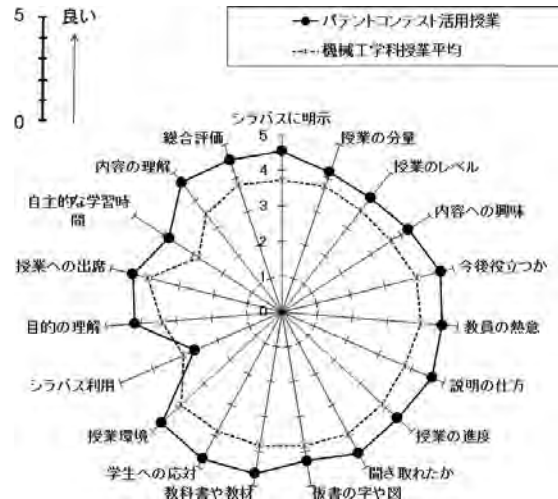 5
良い
0
パテントコンテスト活用授業
機械工学科授業平均
シラバスに明示
総合評価
授業の分量
内容の理解
授業のレベル
自主的な学習時
間
内容への興味
授業への出席
今後役立つか
目的の理解
教員の熱意
シラバス利用
説明の仕方
授業環境
授業の進度
学生への応対
聞き取れたか
教科書や教材
板書の字や図
5
4
3
2
1
0